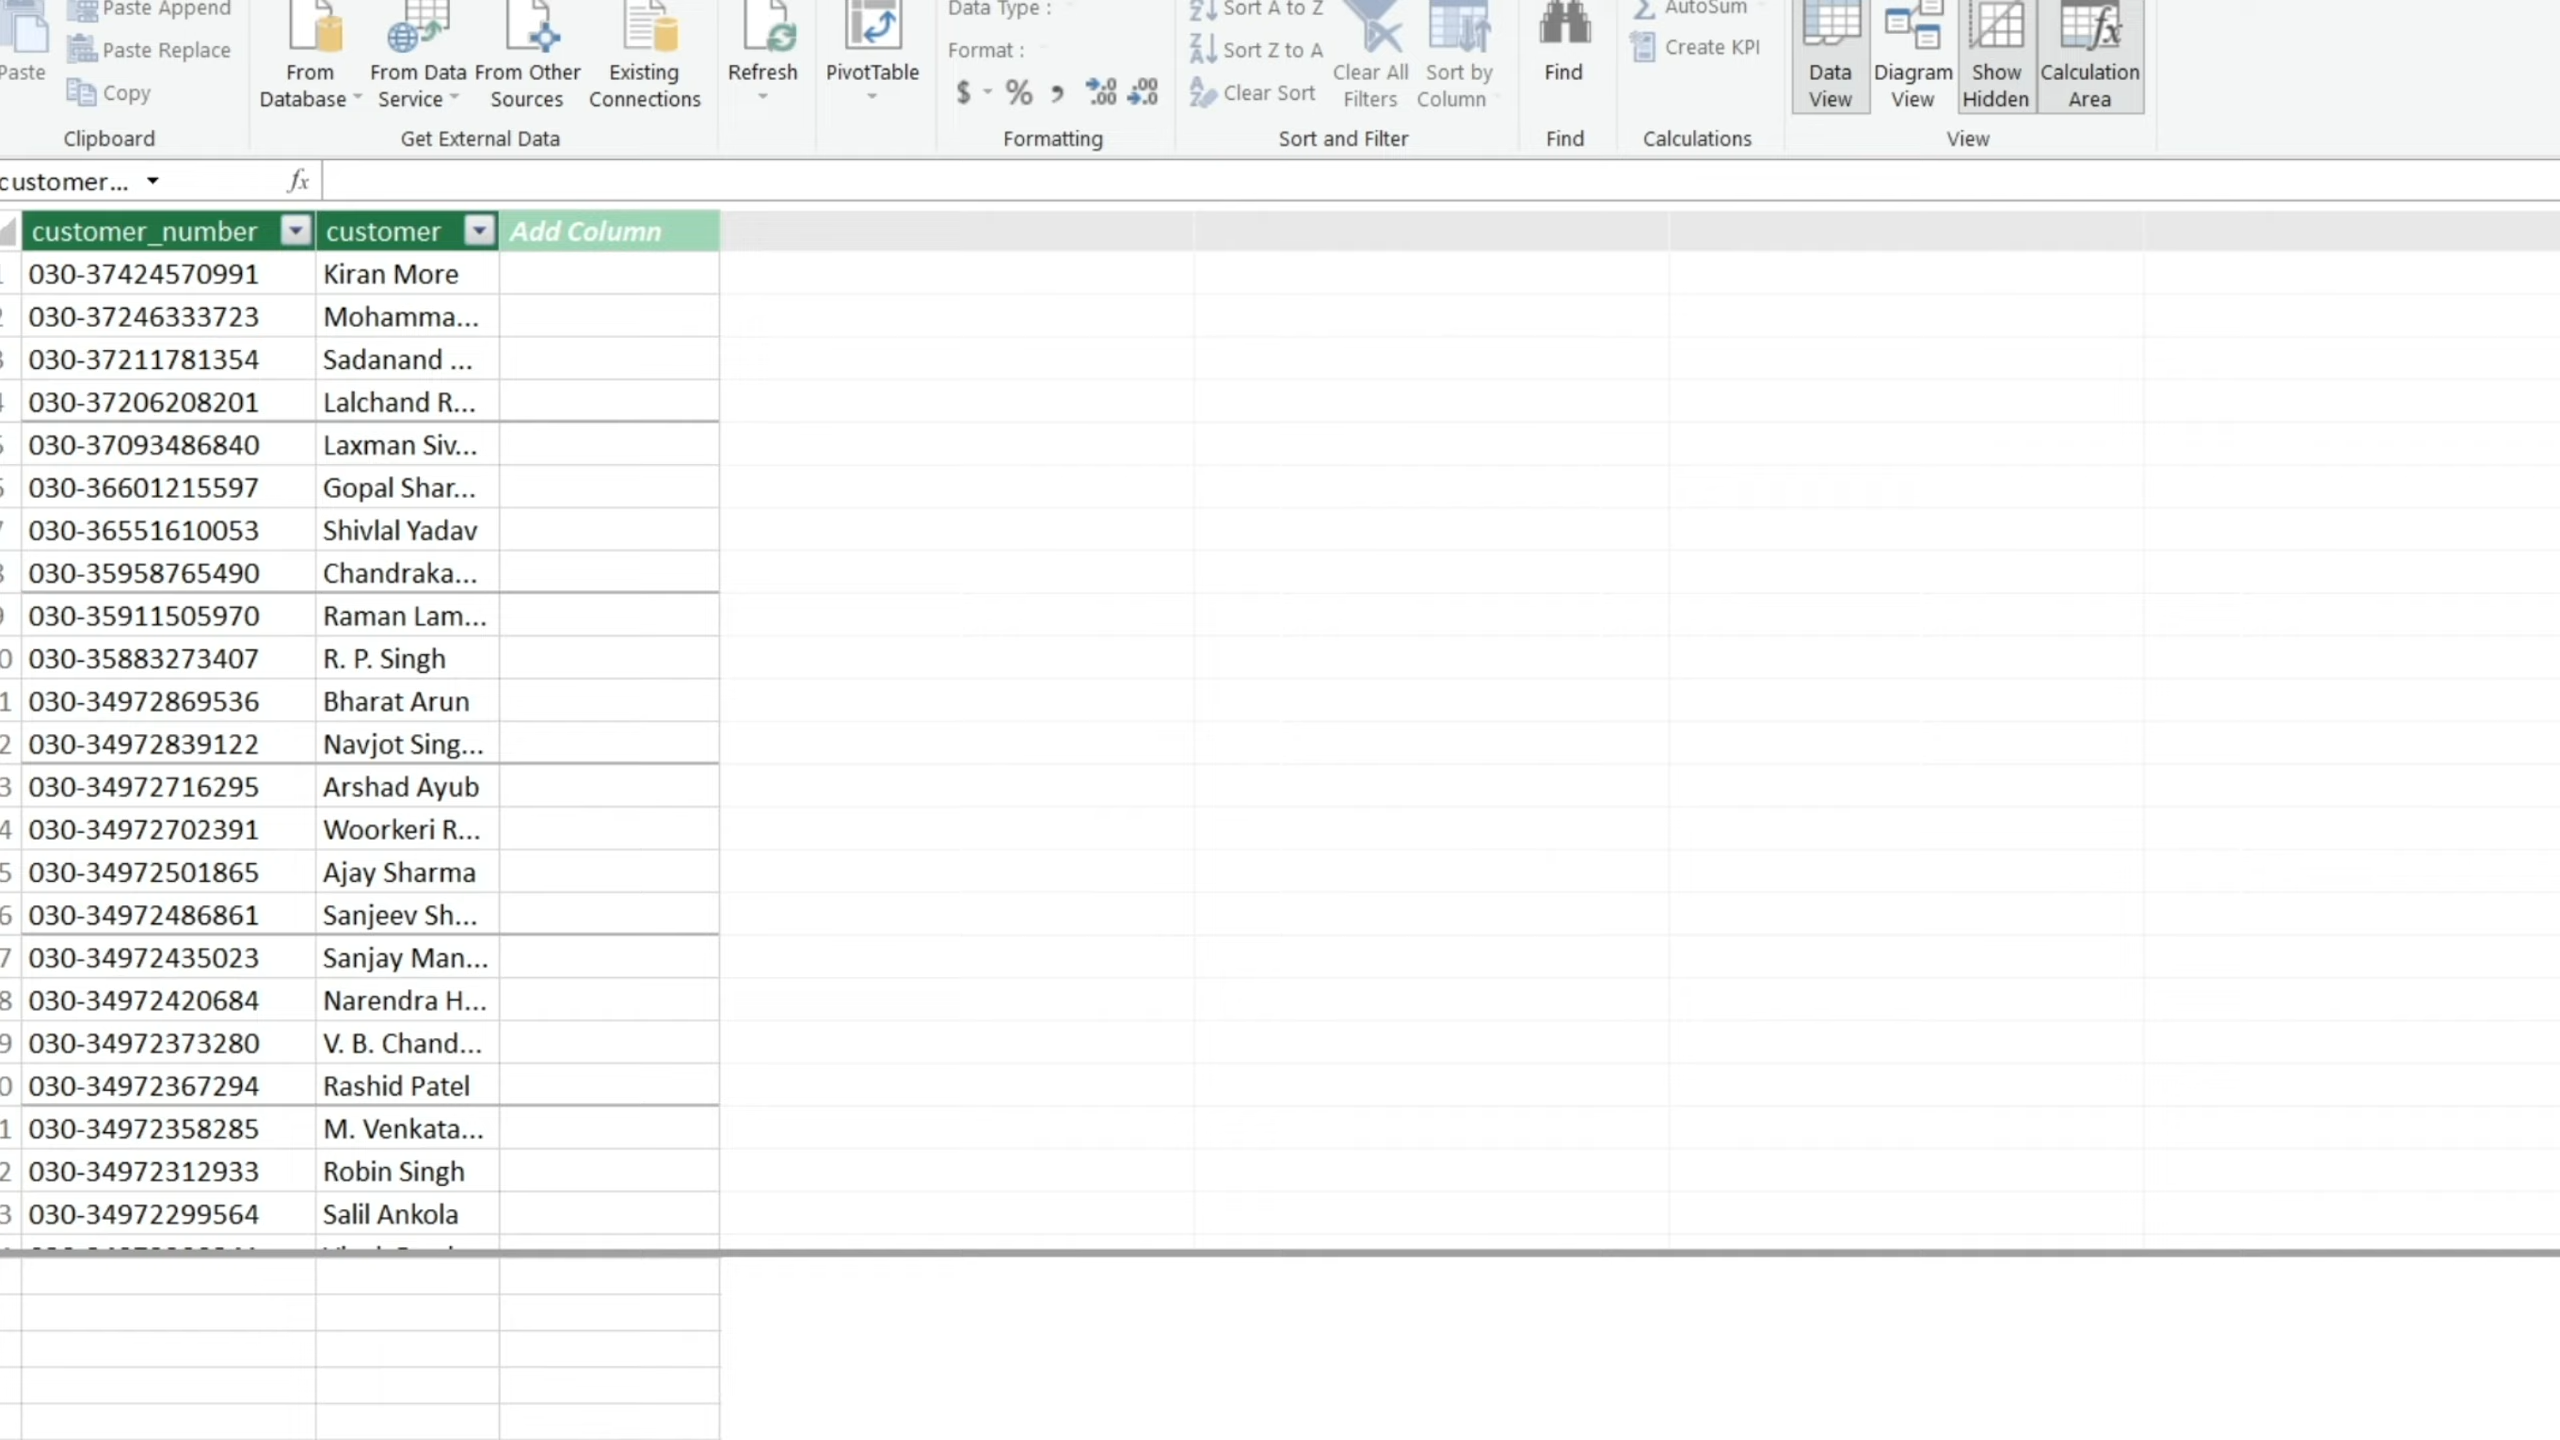 Paste Append
Paste Replace
Copy
Paste
Clipboard
From Database
From Data Service
From Other Sources
Existing Connections
Get External Data
Refresh
PivotTable
Data Type :
Format :
$ % ,
Formatting
Sort A to Z
Sort Z to A
Clear Sort
Clear All Filters
Sort by Column
Sort and Filter
Find
Find
AutoSum
Create KPI
Calculations
Data View
Diagram View
Show Hidden
Calculation Area
View
customer... fx
customer_number customer Add Column
030-37424570991 Kiran More
030-37246333723 Mohamma...
030-37211781354 Sadanand ...
030-37206208201 Lalchand R...
030-37093486840 Laxman Siv...
030-36601215597 Gopal Shar...
030-36551610053 Shivlal Yadav
030-35958765490 Chandraka...
030-35911505970 Raman Lam...
030-35883273407 R. P. Singh
030-34972869536 Bharat Arun
030-34972839122 Navjot Sing...
030-34972716295 Arshad Ayub
030-34972702391 Woorkeri R...
030-34972501865 Ajay Sharma
030-34972486861 Sanjeev Sh...
030-34972435023 Sanjay Man...
030-34972420684 Narendra H...
030-34972373280 V. B. Chand...
030-34972367294 Rashid Patel
030-34972358285 M. Venkata...
030-34972312933 Robin Singh
030-34972299564 Salil Ankola